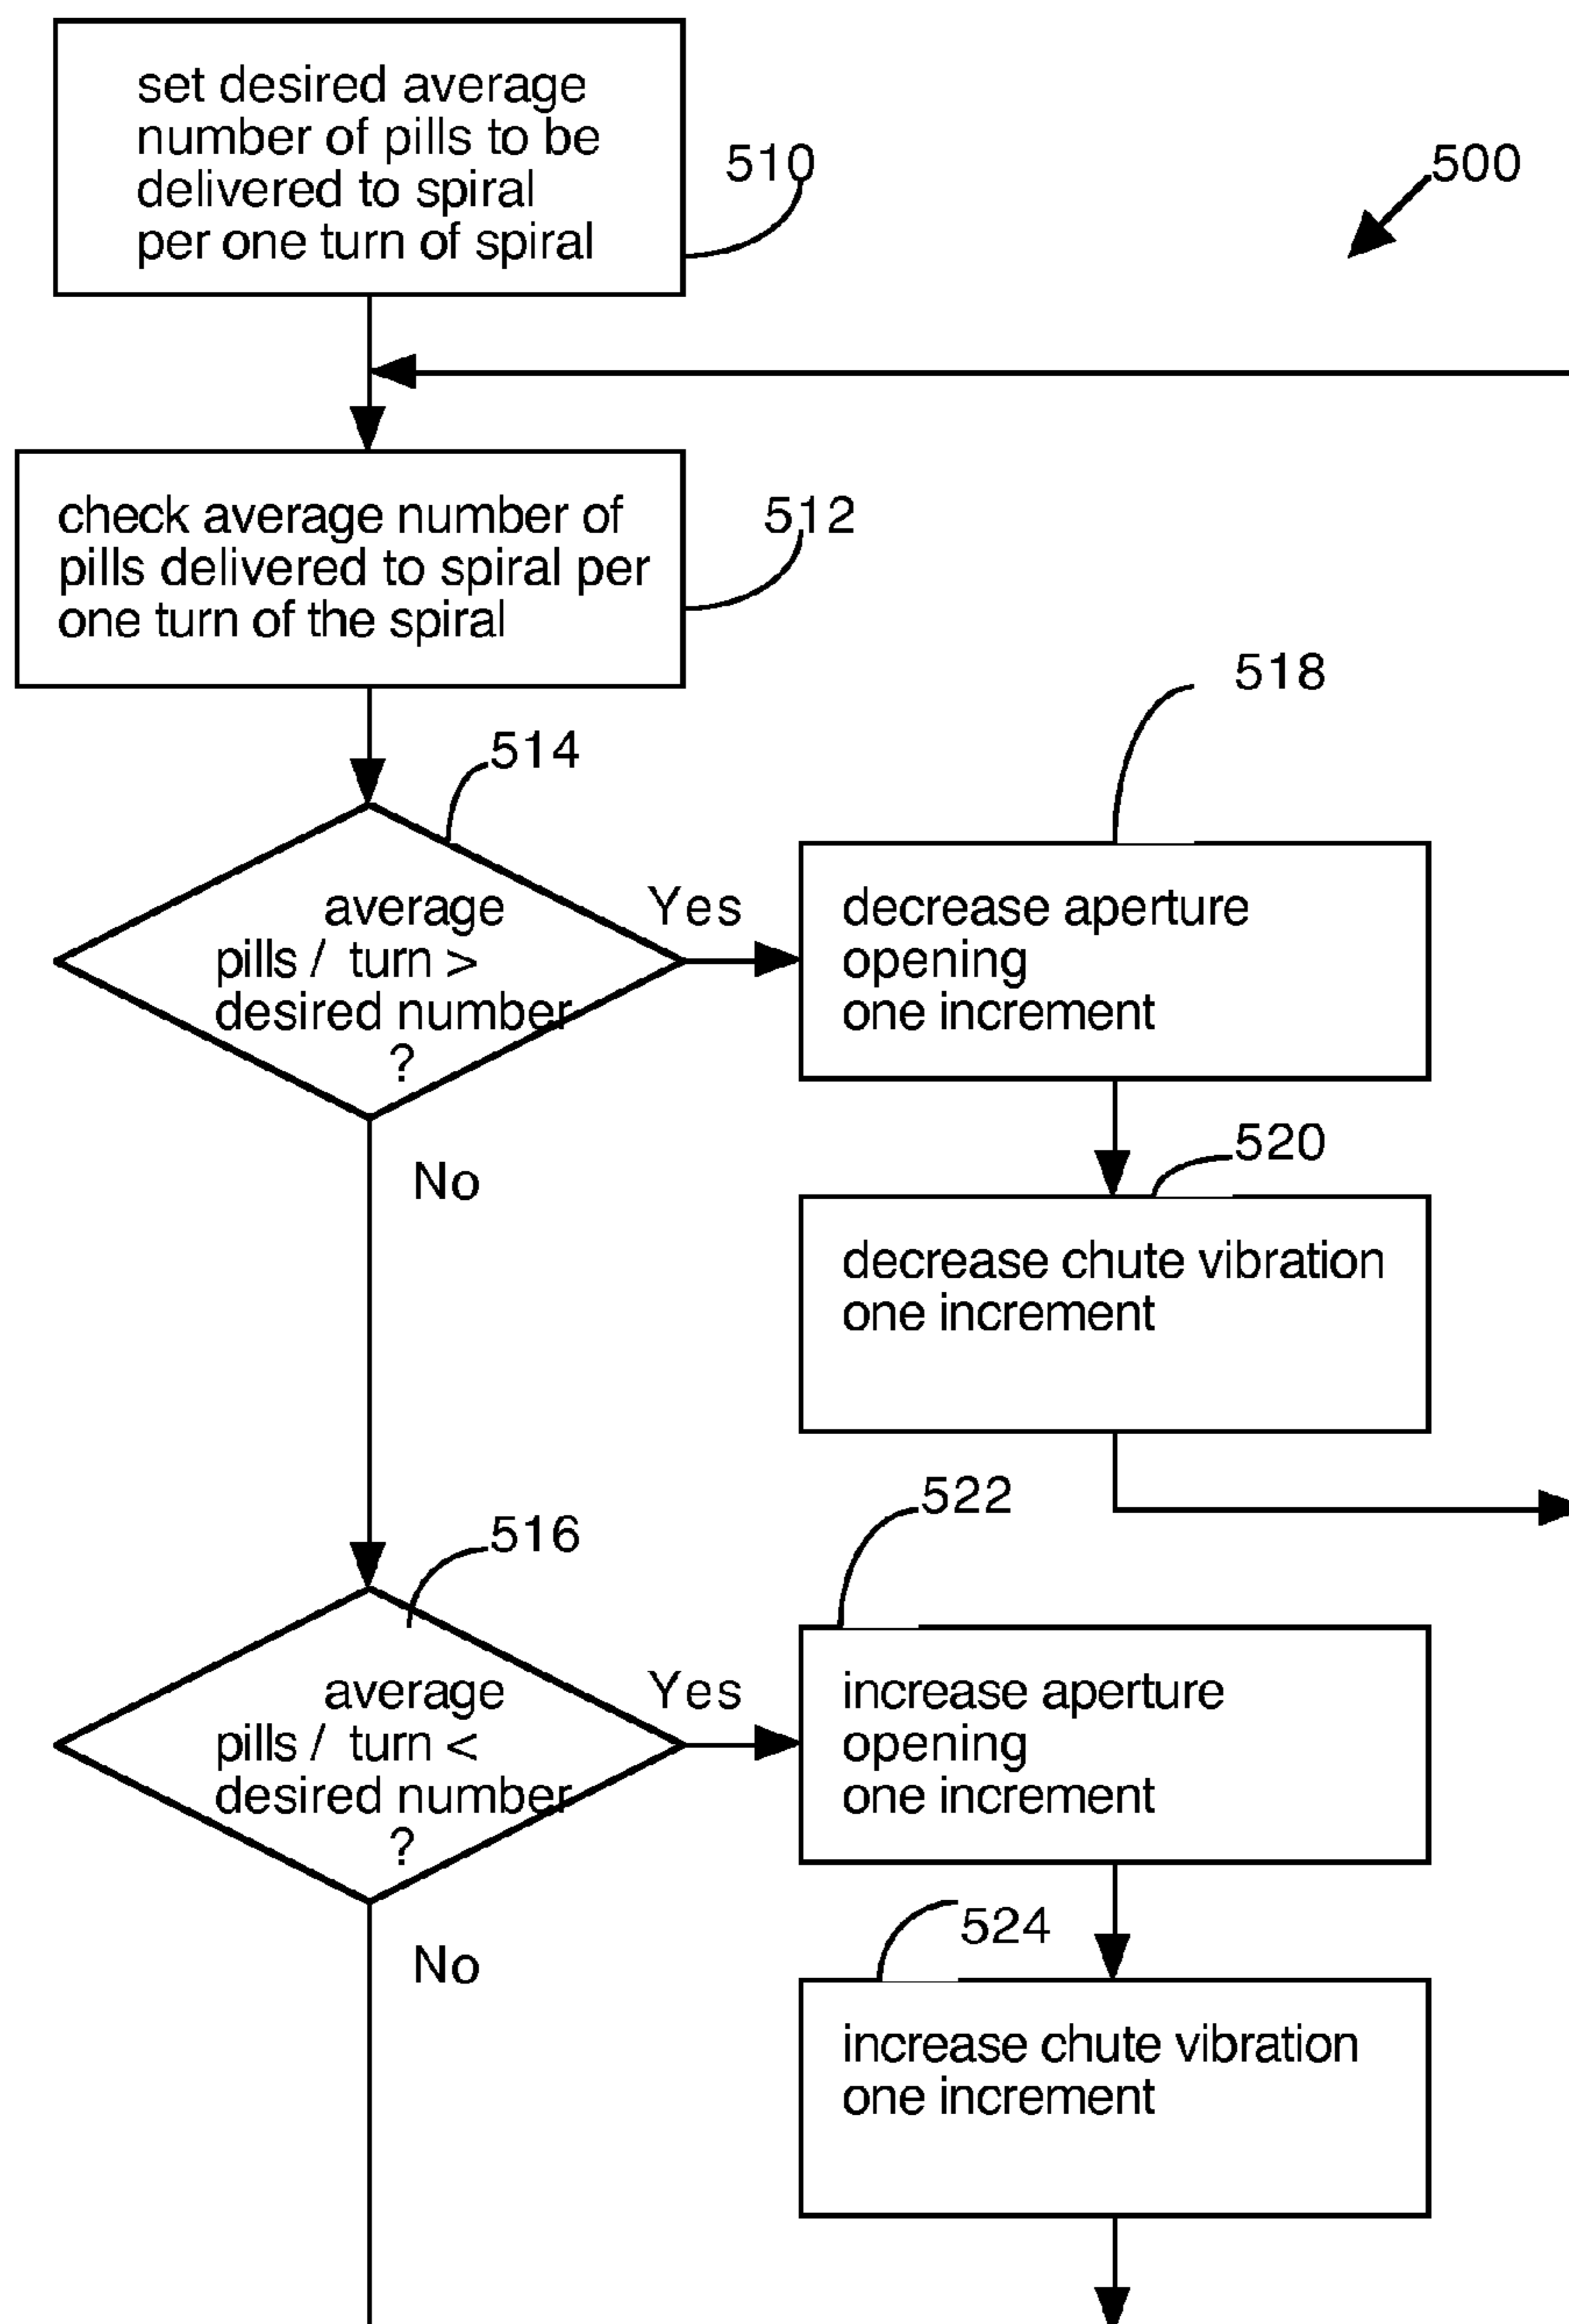 set desired average
number of pills to be
delivered to spiral
per one turn of spiral
510
500
check average number of
pills delivered to spiral per
one turn of the spiral
512
518
514
average
pills / turn >
desired number
?
Yes
decrease aperture
opening
one increment
No
520
decrease chute vibration
one increment
522
516
average
pills / turn <
desired number
?
Yes
increase aperture
opening
one increment
No
524
increase chute vibration
one increment